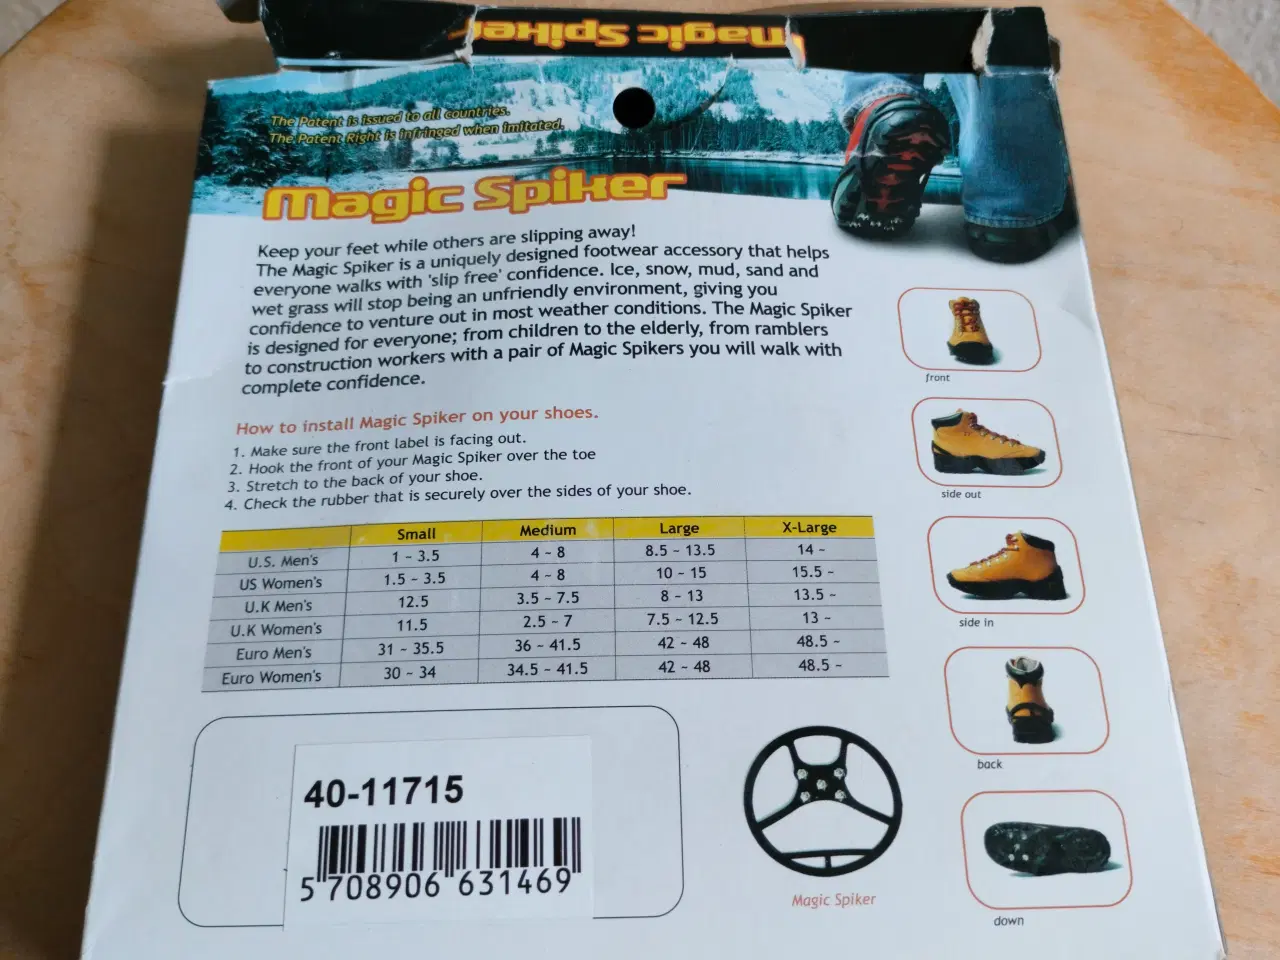 Magic Spiker
The Patent is issued to all countries.
The Patent Right is infringed when imitated.
Magic Spiker
Keep your feet while others are slipping away!
The Magic Spiker is a uniquely designed footwear accessory that helps
everyone walks with 'slip free' confidence. Ice, snow, mud, sand and
wet grass will stop being an unfriendly environment, giving you
confidence to venture out in most weather conditions. The Magic Spiker
is designed for everyone; from children to the elderly, from ramblers
to construction workers with a pair of Magic Spikers you will walk with
complete confidence.
How to install Magic Spiker on your shoes.
1. Make sure the front label is facing out.
2. Hook the front of your Magic Spiker over the toe
3. Stretch to the back of your shoe.
4. Check the rubber that is securely over the sides of your shoe.
Small Medium Large X-Large
U.S. Men's 1 - 3.5 4 ~ 8 8.5 ~ 13.5 14 ~
US Women's 1.5 ~ 3.5 4 ~ 8 10 - 15 15.5 ~
U.K Men's 12.5 3.5 ~ 7.5 8 - 13 13.5 ~
U.K Women's 11.5 2.5 ~ 7 7.5 ~ 12.5 13 ~
Euro Men's 31 ~ 35.5 36 ~ 41.5 42 ~ 48 48.5 ~
Euro Women's 30 ~ 34 34.5 ~ 41.5 42 ~ 48 48.5 ~
front
side out
side in
back
down
40-11715
5 708906 631469
Magic Spiker